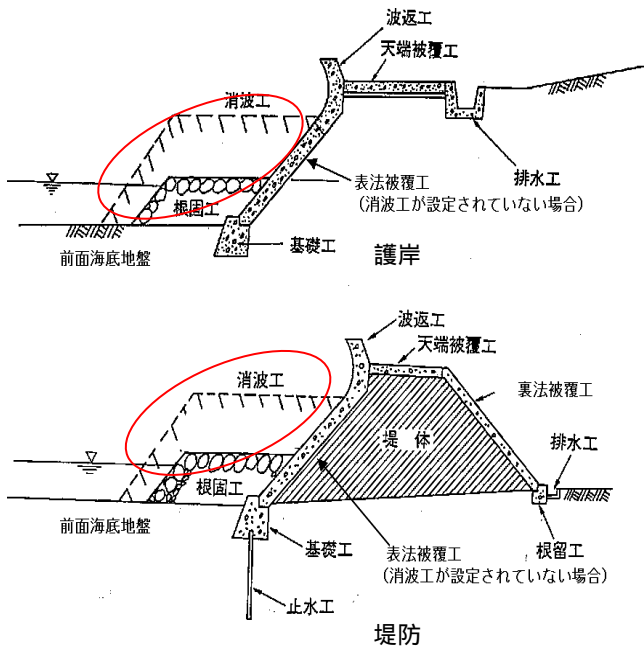 波返工
天端被覆工
消波工
表法被覆工
(消波工が設定されていない場合)
排水工
根固工
基礎工
前面海底地盤
護岸
波返工
天端被覆工
消波工
裏法被覆工
堤 体
排水工
根固工
前面海底地盤
基礎工
表法被覆工
(消波工が設定されていない場合)
根留工
止水工
堤防